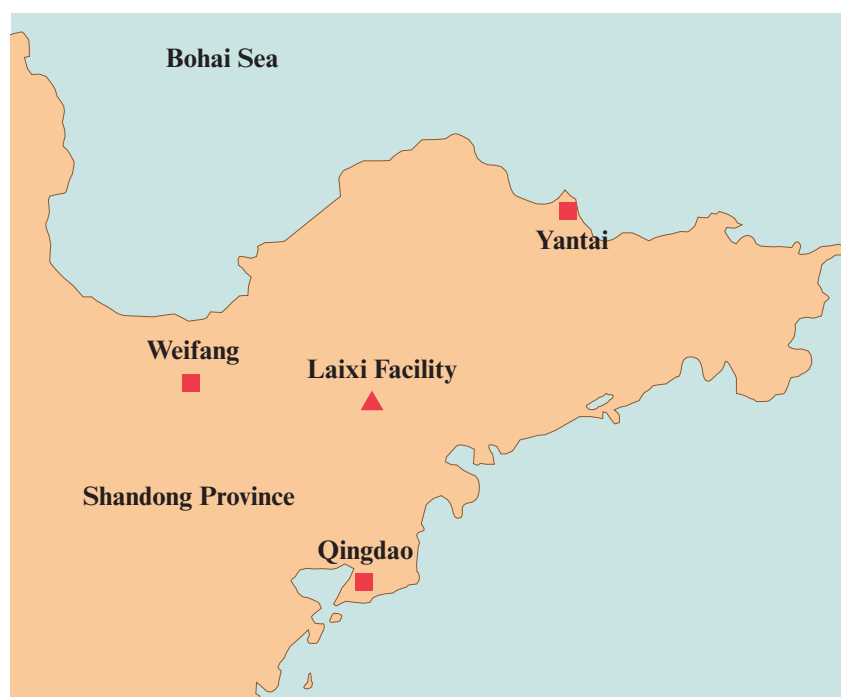 Bohai Sea
Yantai
Weifang
Laixi Facility
Shandong Province
Qingdao